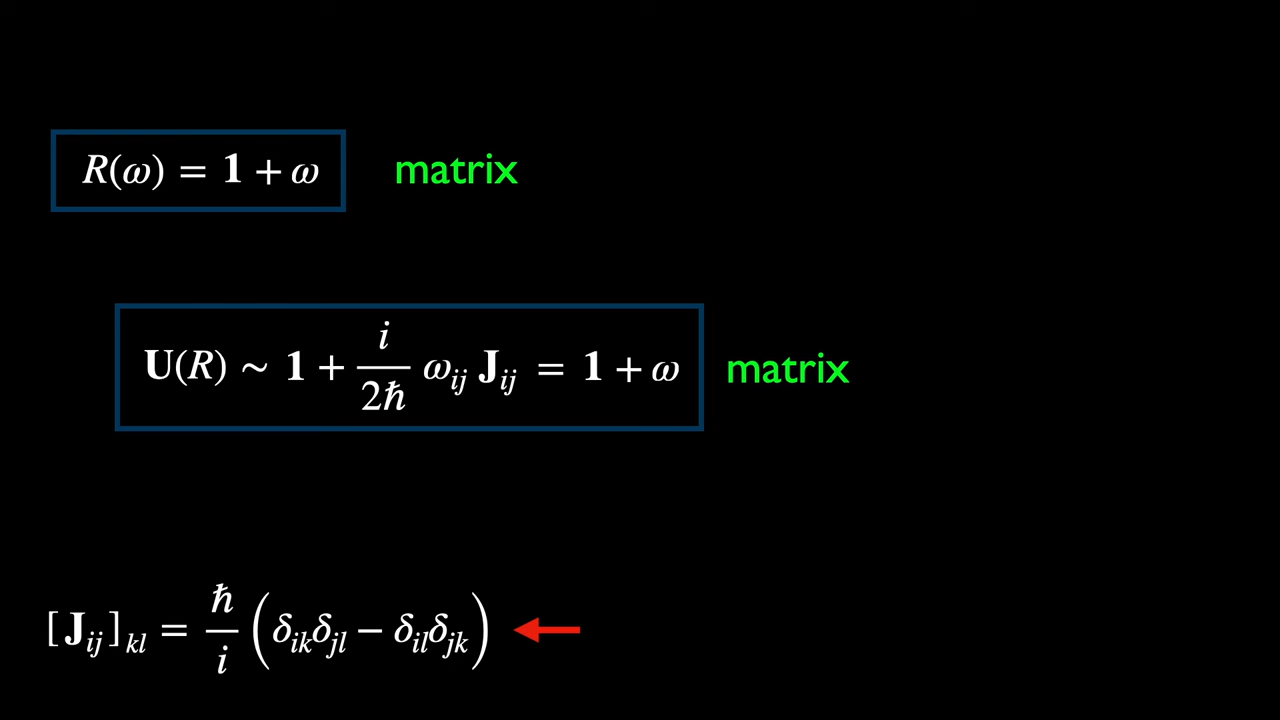 R(ω) = 1 + ω matrix
U(R) ∼ 1 + i/2ħ ω_ij J_ij = 1 + ω matrix
[J_ij]_kl = ħ/i (δ_ik δ_jl − δ_il δ_jk)